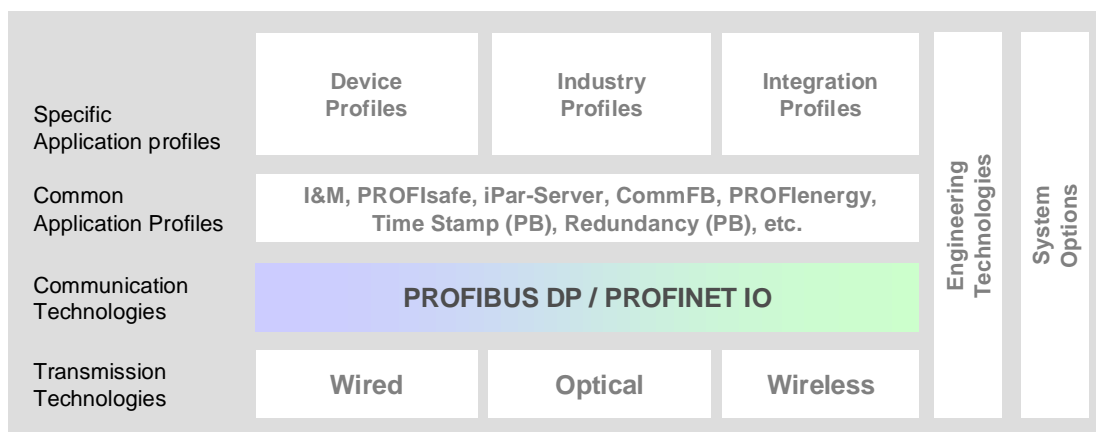 Specific
Application profiles
Device
Profiles
Industry
Profiles
Integration
Profiles
Common
Application Profiles
I&M, PROFIsafe, iPar-Server, CommFB, PROFIenergy,
Time Stamp (PB), Redundancy (PB), etc.
Communication
Technologies
PROFIBUS DP / PROFINET IO
Transmission
Technologies
Wired
Optical
Wireless
Engineering
Technologies
System
Options